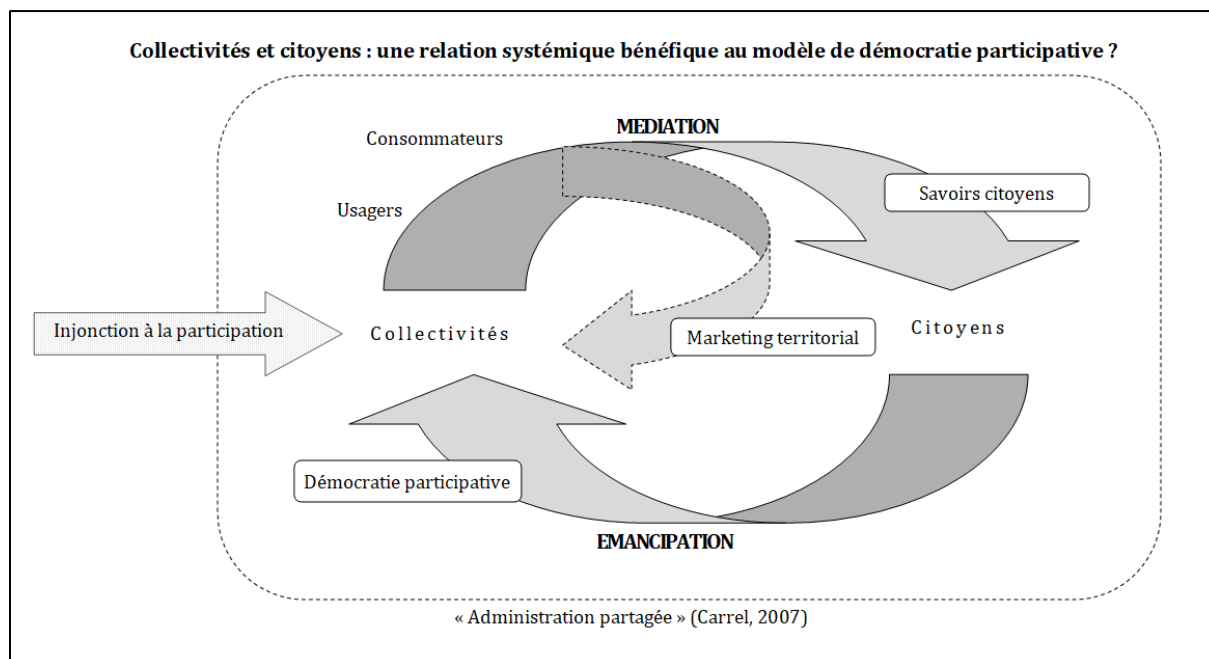 Collectivités et citoyens : une relation systémique bénéfique au modèle de démocratie participative ?
MEDIATION
Consommateurs
Savoirs citoyens
Usagers
Injonction à la participation
Collectivités
Marketing territorial
Citoyens
Démocratie participative
EMANCIPATION
« Administration partagée » (Carrel, 2007)